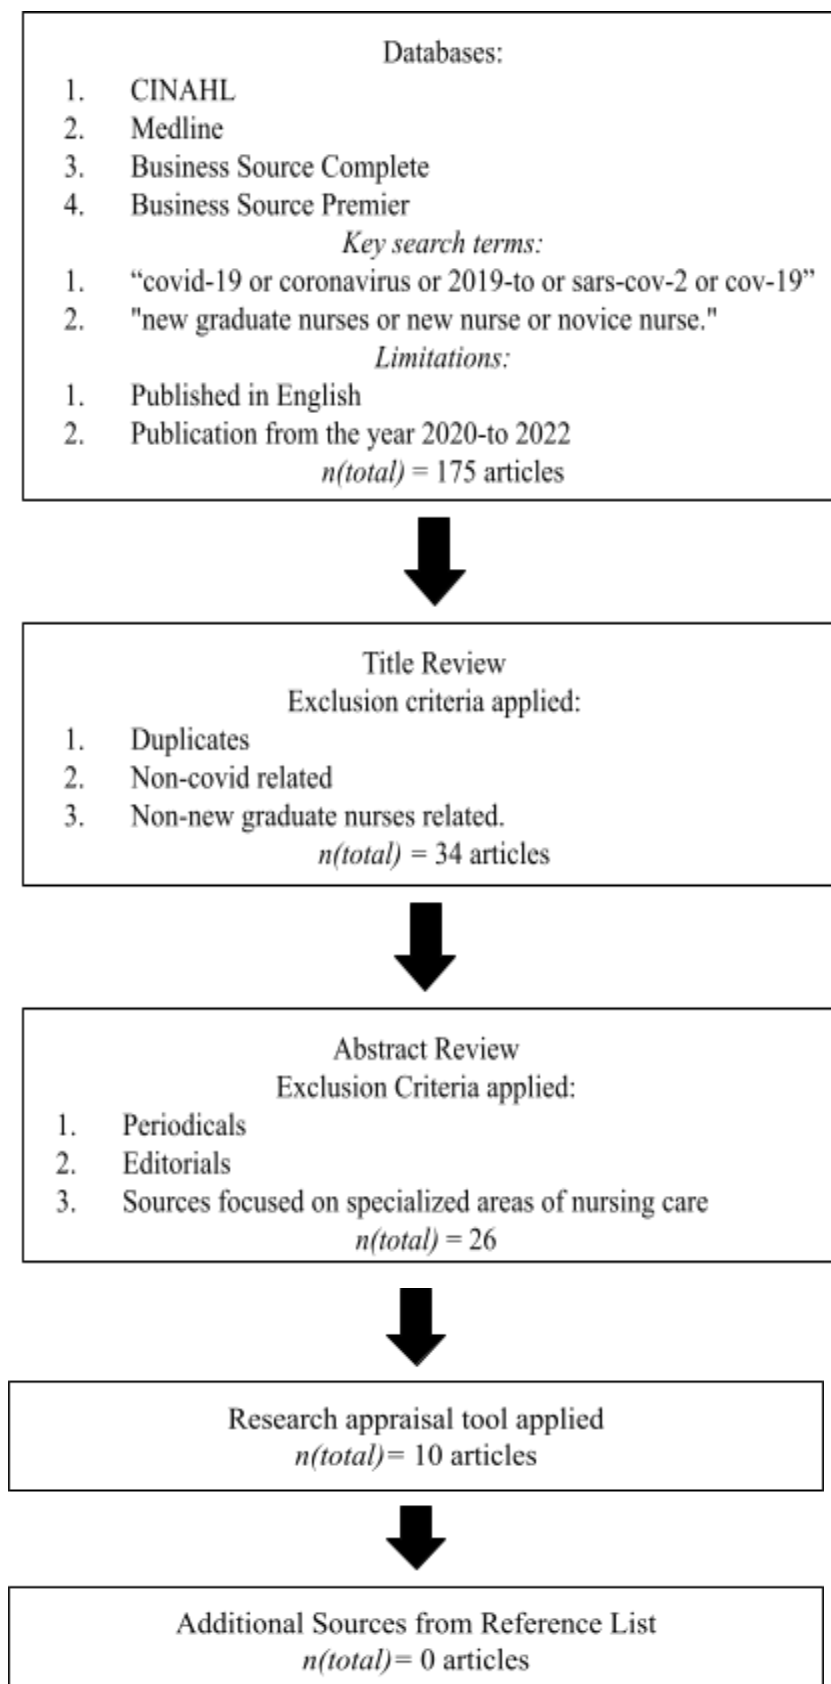 Databases:
1. CINAHL
2. Medline
3. Business Source Complete
4. Business Source Premier
Key search terms:
1. “covid-19 or coronavirus or 2019-to or sars-cov-2 or cov-19”
2. "new graduate nurses or new nurse or novice nurse."
Limitations:
1. Published in English
2. Publication from the year 2020-to 2022
n(total) = 175 articles
Title Review
Exclusion criteria applied:
1. Duplicates
2. Non-covid related
3. Non-new graduate nurses related.
n(total) = 34 articles
Abstract Review
Exclusion Criteria applied:
1. Periodicals
2. Editorials
3. Sources focused on specialized areas of nursing care
n(total) = 26
Research appraisal tool applied
n(total)= 10 articles
Additional Sources from Reference List
n(total)= 0 articles